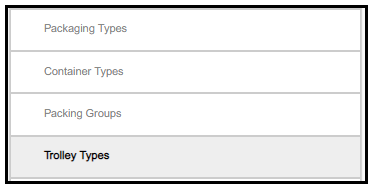 Packaging Types
Container Types
Packing Groups
Trolley Types